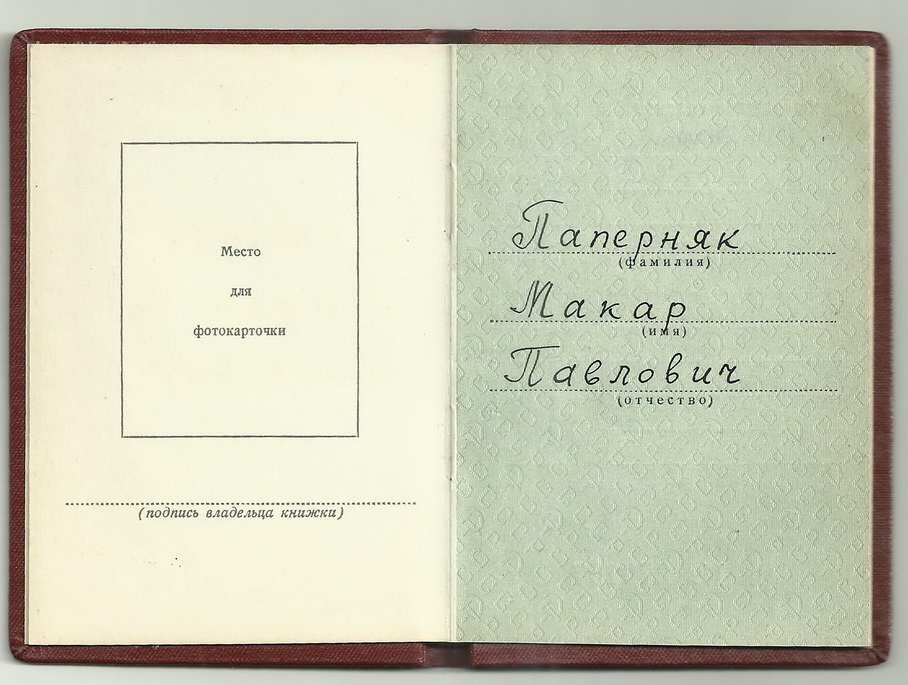 Место
для
фотокарточки
(подпись владельца книжки)
Паперняк
(фамилия)
Макар
(имя)
Павлович
(отчество)